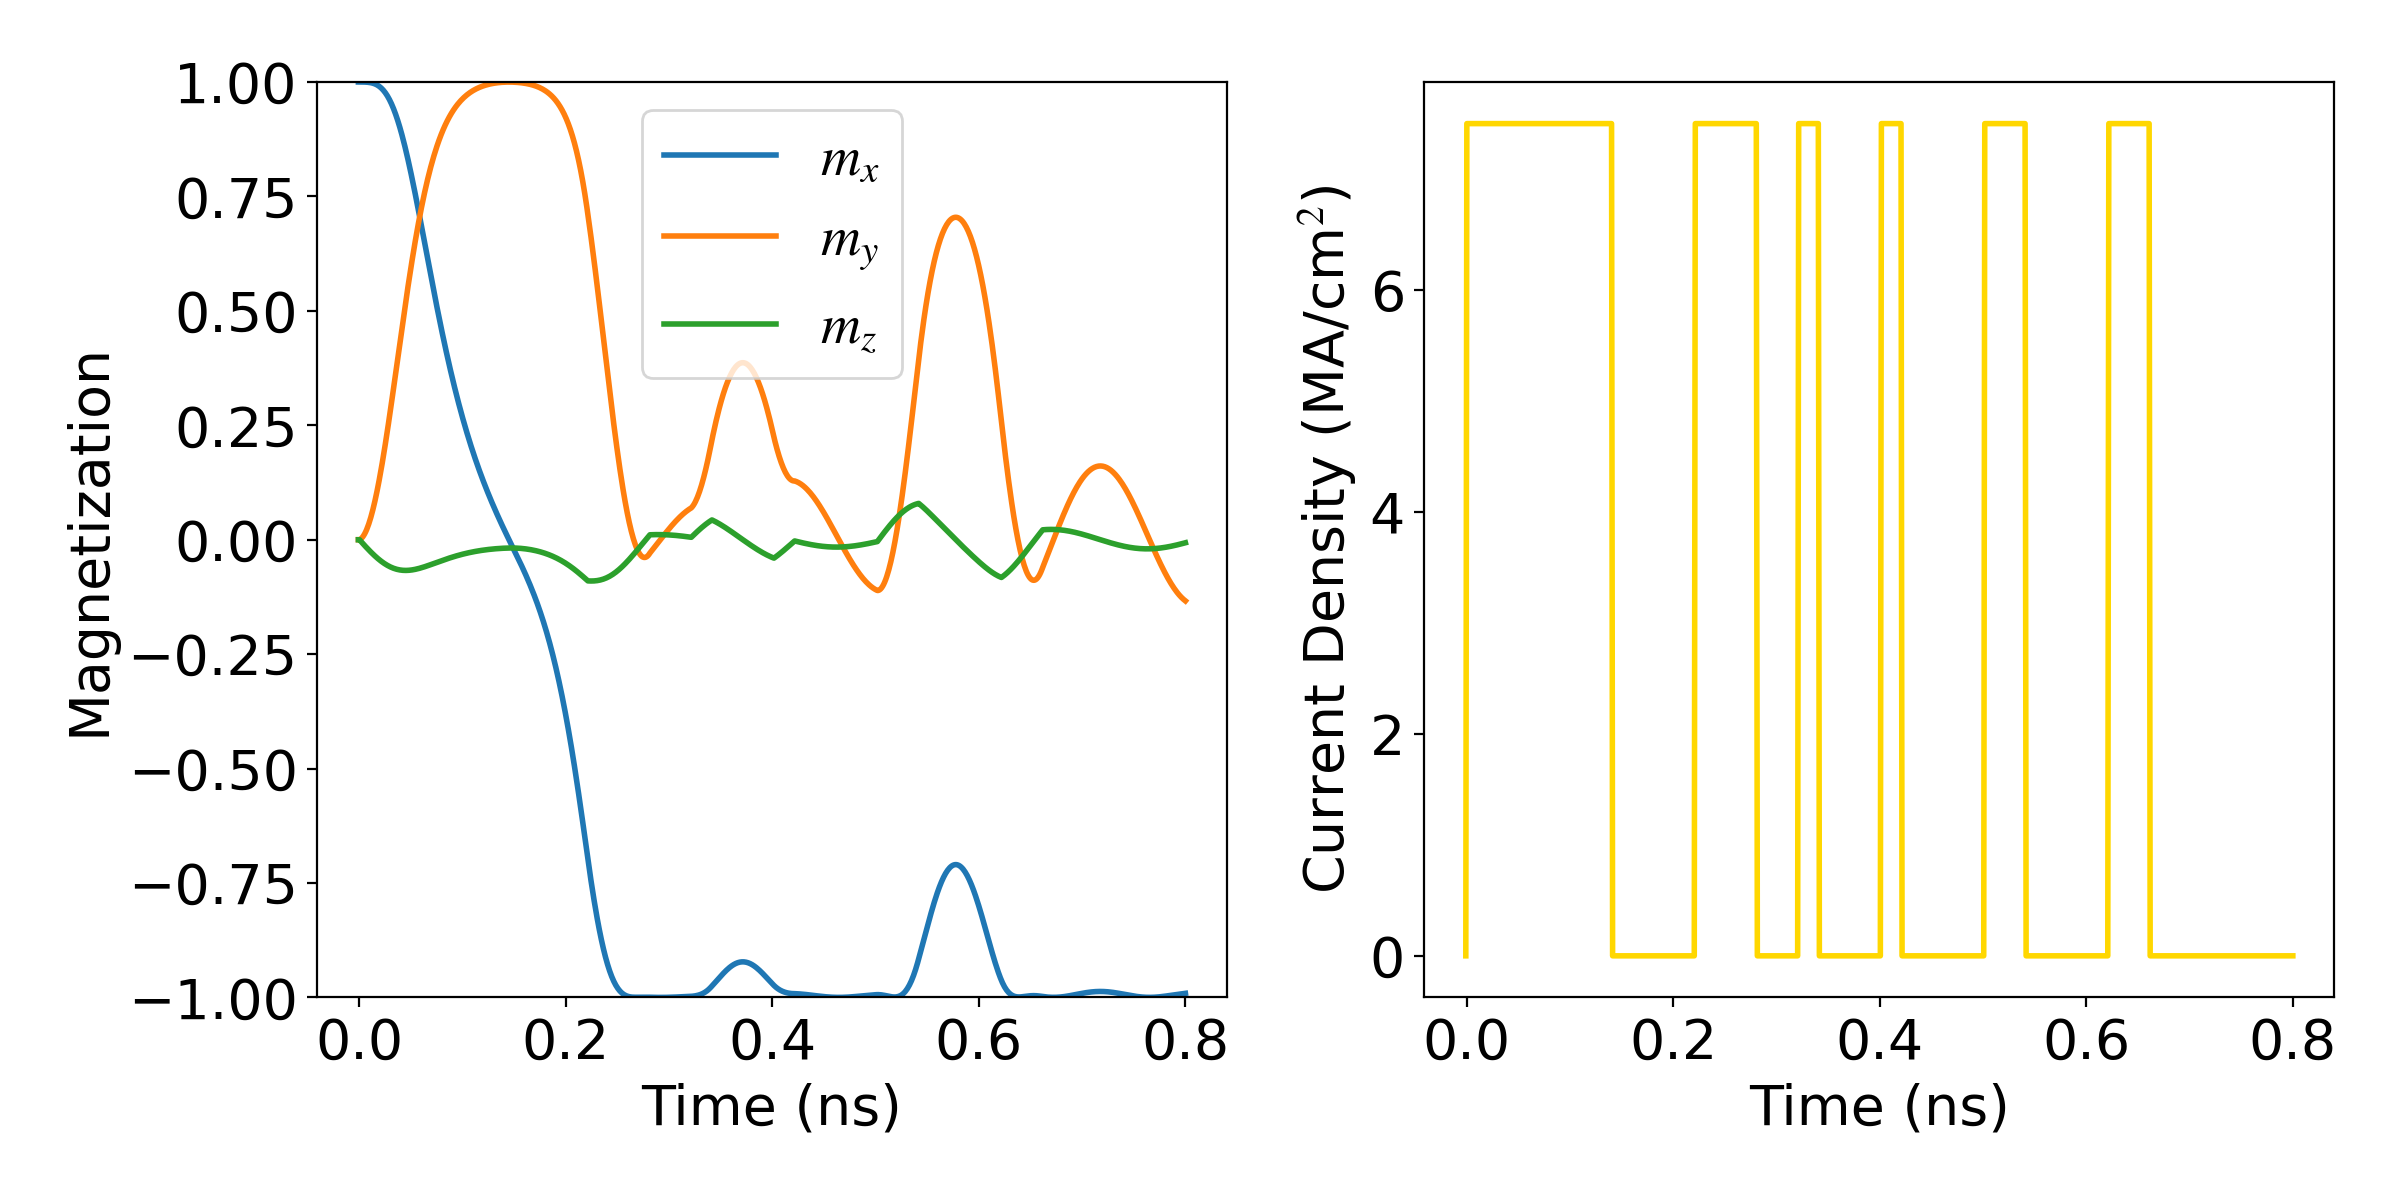 1.00
0.75
0.50
0.25
0.00
−0.25
−0.50
−0.75
−1.00
Magnetization
0.0 0.2 0.4 0.6 0.8
Time (ns)
m_x
m_y
m_z
6
4
2
0
Current Density (MA/cm²)
0.0 0.2 0.4 0.6 0.8
Time (ns)